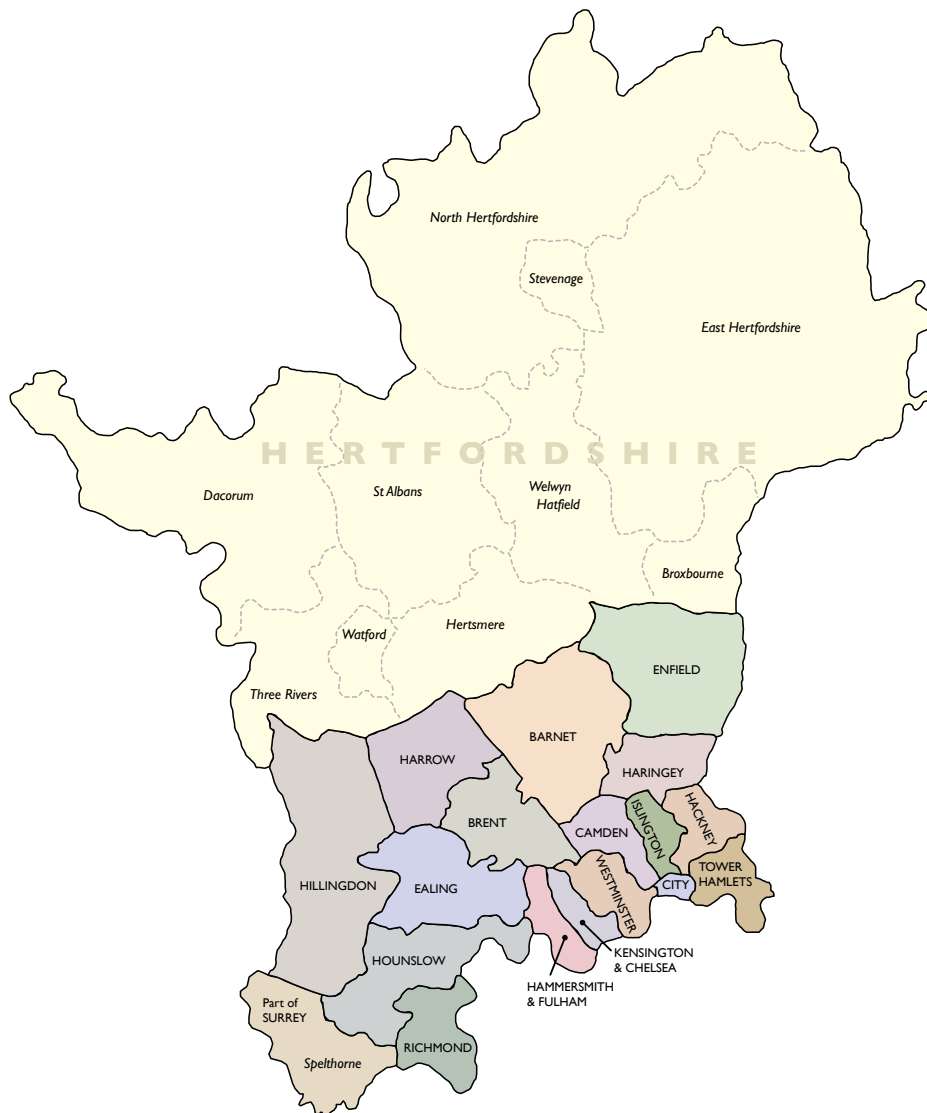 North Hertfordshire
Stevenage
East Hertfordshire
HERTFORDSHIRE
Dacorum
St Albans
Welwyn
Hatfield
Broxbourne
Watford
Hertsmere
Three Rivers
ENFIELD
BARNET
HARROW
HARINGEY
BRENT
CAMDEN
ISLINGTON
HACKNEY
HILLINGDON
EALING
WESTMINSTER
CITY
TOWER
HAMLETS
HOUNSLOW
KENSINGTON
& CHELSEA
HAMMERSMITH
& FULHAM
Part of
SURREY
RICHMOND
Spelthorne